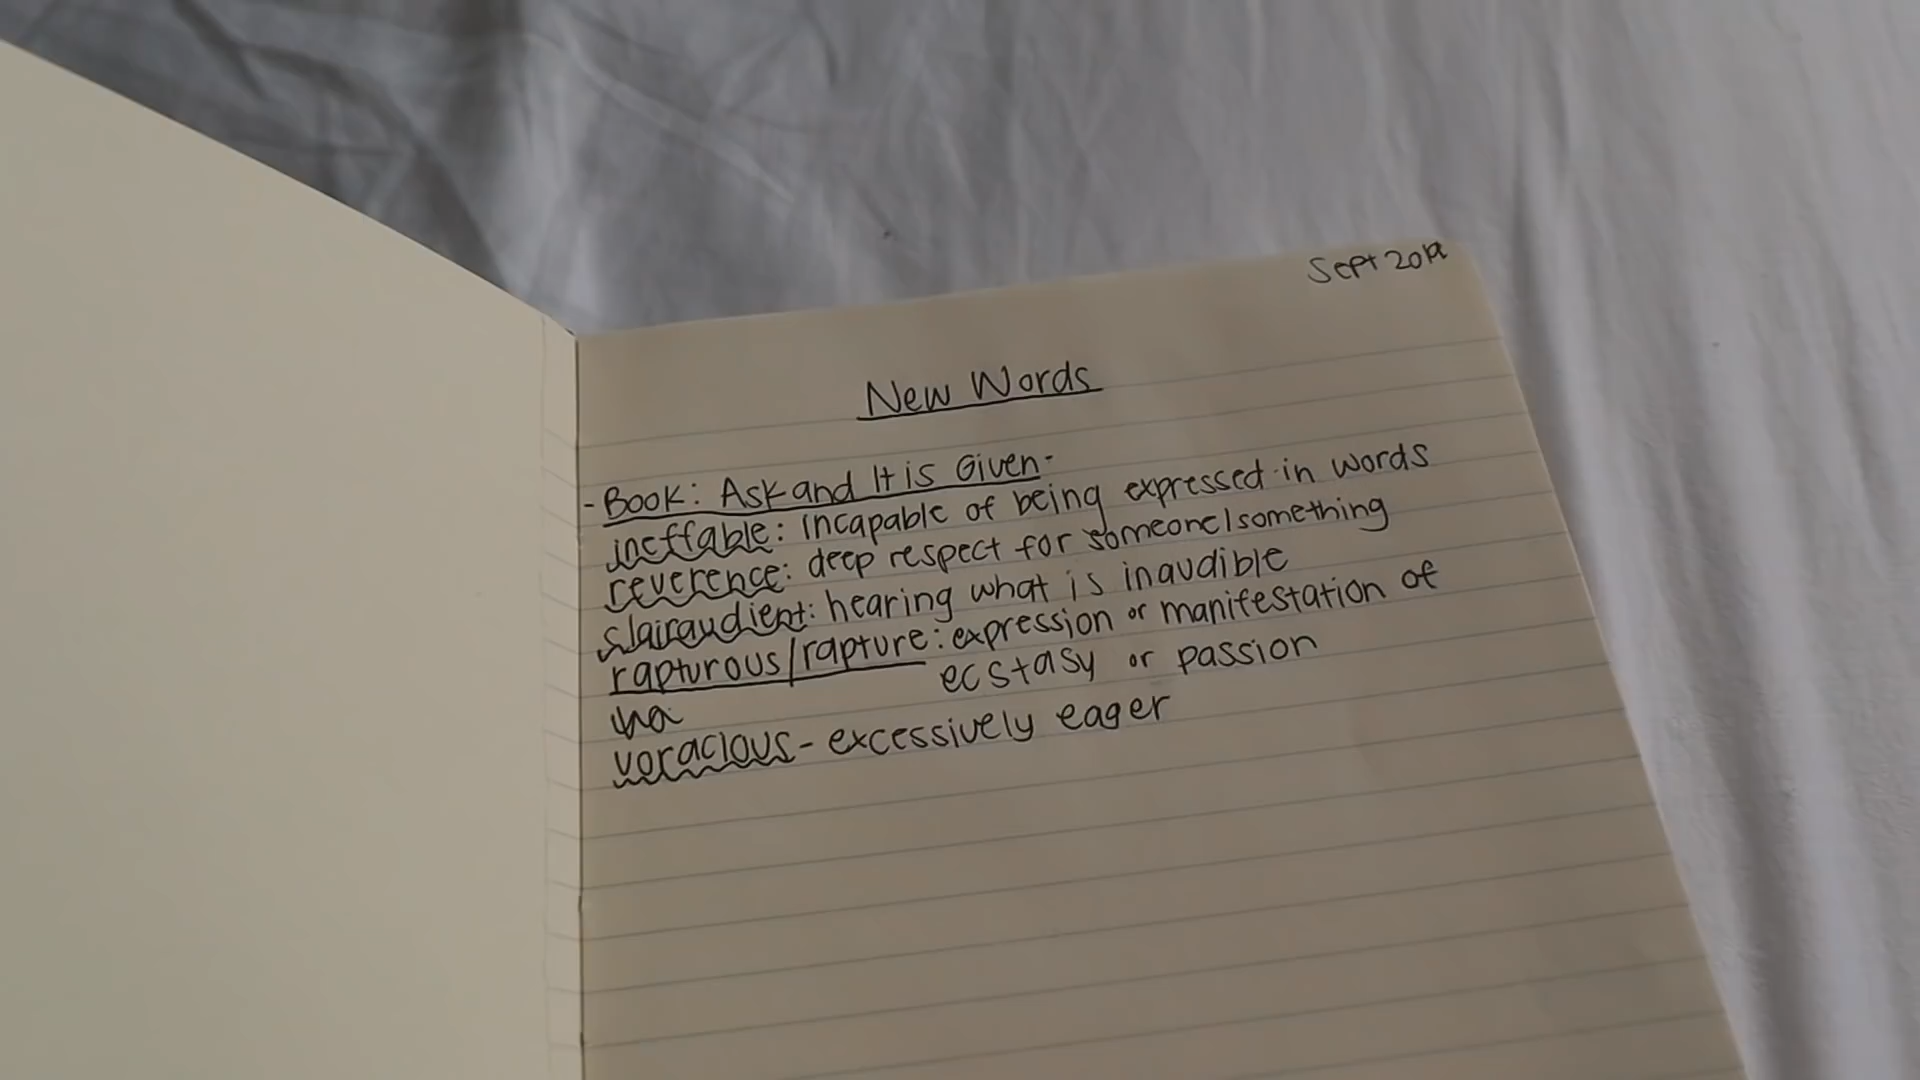 Sept 2019
New Words
- Book: Ask and It is Given -
ineffable: incapable of being expressed in words
reverence: deep respect for someone/something
clairaudient: hearing what is inaudible
rapturous/rapture: expression or manifestation of
ecstasy or passion
voracious - excessively eager